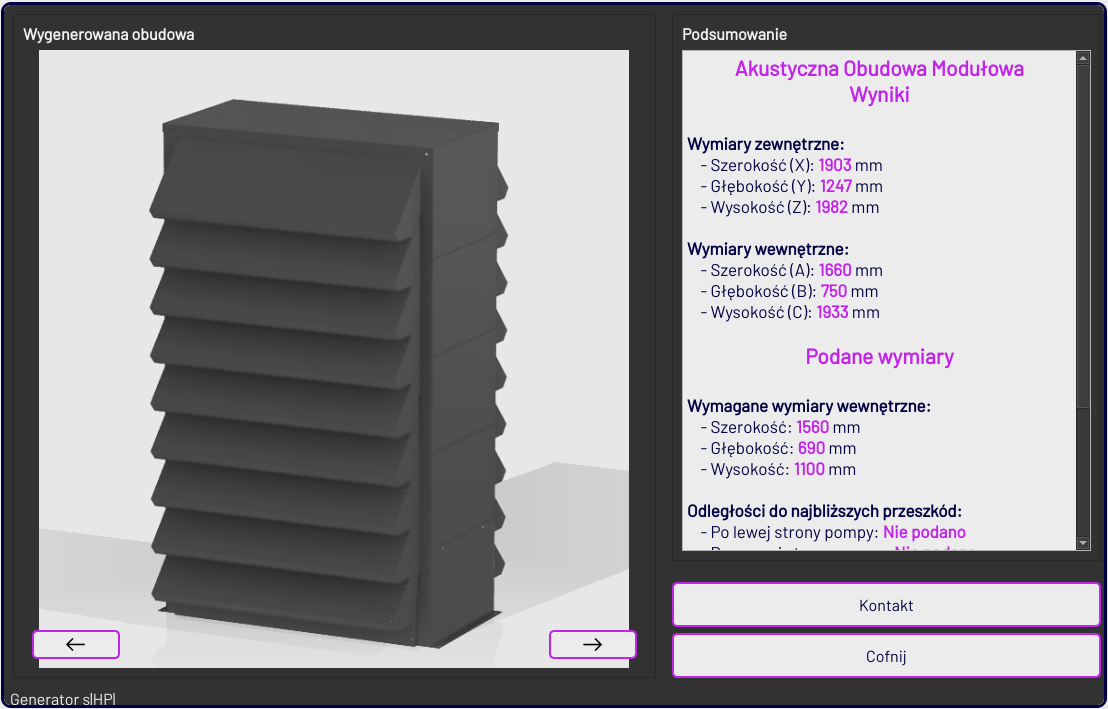 Wygenerowana obudowa
Podsumowanie
Akustyczna Obudowa Modułowa
Wyniki
Wymiary zewnętrzne:
- Szerokość (X): 1903 mm
- Głębokość (Y): 1247 mm
- Wysokość (Z): 1982 mm
Wymiary wewnętrzne:
- Szerokość (A): 1660 mm
- Głębokość (B): 750 mm
- Wysokość (C): 1933 mm
Podane wymiary
Wymagane wymiary wewnętrzne:
- Szerokość: 1560 mm
- Głębokość: 690 mm
- Wysokość: 1100 mm
Odległości do najbliższych przeszkód:
- Po lewej strony pompy: Nie podano
Kontakt
Cofnij
Generator s|HP|